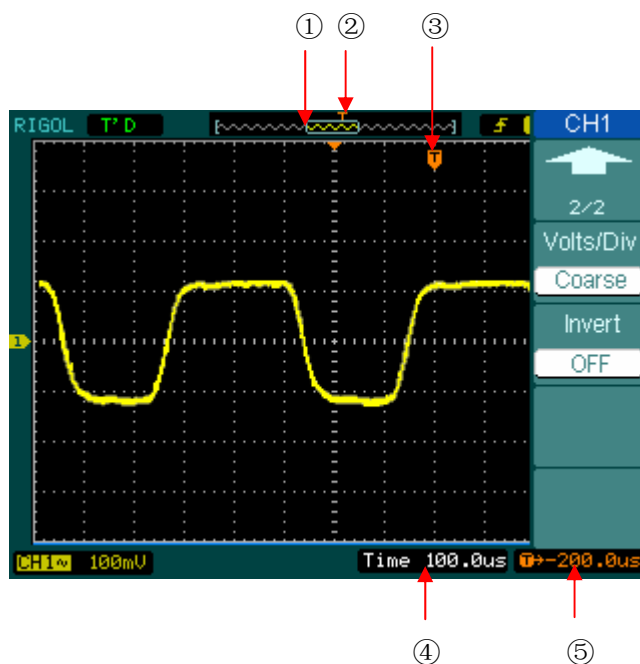 ① ② ③
T
RIGOL T'D CH1
T
2/2
Volts/Div
Coarse
1
Invert
OFF
CH1∿ 100mV Time 100.0us T→-200.0us
④ ⑤